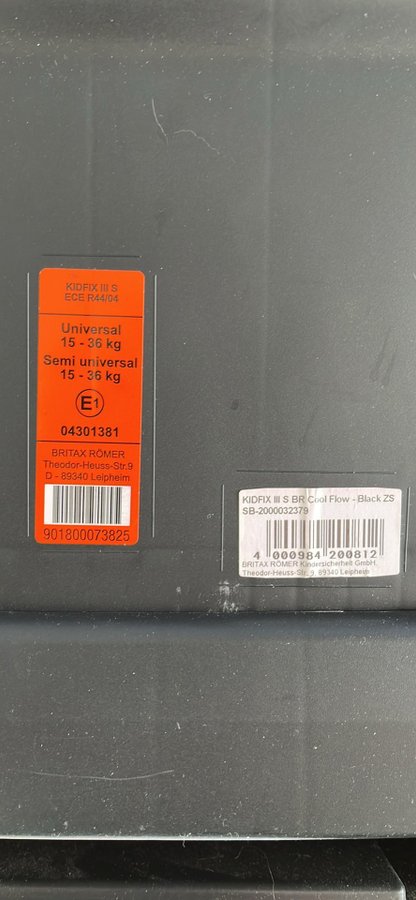 KIDFIX III S
ECE R44/04
Universal
15 - 36 kg
Semi universal
15 - 36 kg
E1
04301381
BRITAX RÖMER
Theodor-Heuss-Str.9
D - 89340 Leipheim
901800073825
KIDFIX III S BR Cool Flow - Black ZS
SB-2000032379
4 000984 200812
BRITAX RÖMER Kindersicherheit GmbH,
Theodor-Heuss-Str. 9, 89340 Leipheim